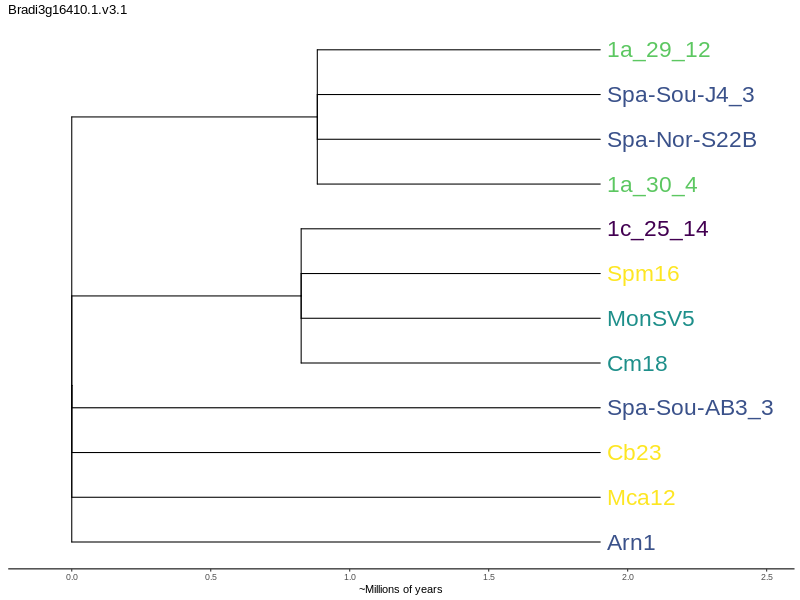 Bradi3g16410.1.v3.1
1a_29_12
Spa-Sou-J4_3
Spa-Nor-S22B
1a_30_4
1c_25_14
Spm16
MonSV5
Cm18
Spa-Sou-AB3_3
Cb23
Mca12
Arn1
0.0 0.5 1.0 1.5 2.0 2.5
~Millions of years